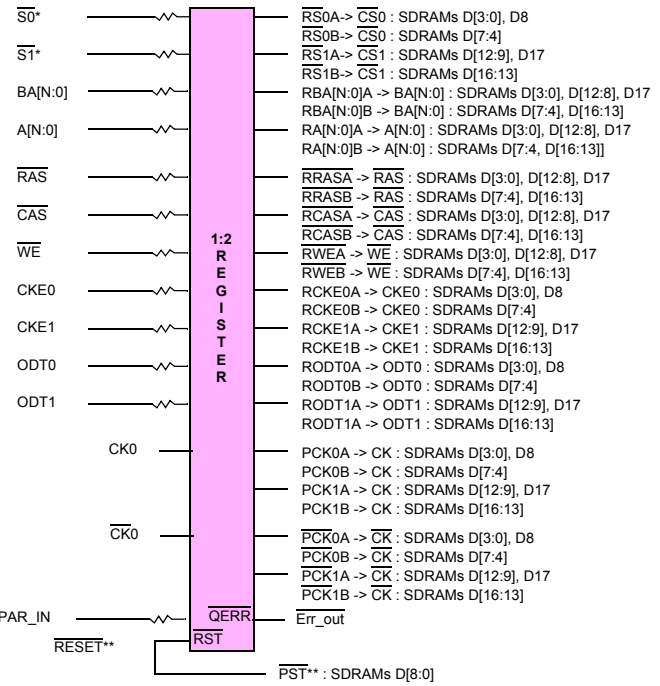 S0*
RS0A-> CS0 : SDRAMs D[3:0], D8
RS0B-> CS0 : SDRAMs D[7:4]
S1*
RS1A-> CS1 : SDRAMs D[12:9], D17
RS1B-> CS1 : SDRAMs D[16:13]
BA[N:0]
RBA[N:0]A -> BA[N:0] : SDRAMs D[3:0], D[12:8], D17
RBA[N:0]B -> BA[N:0] : SDRAMs D[7:4], D[16:13]
A[N:0]
RA[N:0]A -> A[N:0] : SDRAMs D[3:0], D[12:8], D17
RA[N:0]B -> A[N:0] : SDRAMs D[7:4, D[16:13]]
RAS
RRASA -> RAS : SDRAMs D[3:0], D[12:8], D17
RRASB -> RAS : SDRAMs D[7:4], D[16:13]
CAS
RCASA -> CAS : SDRAMs D[3:0], D[12:8], D17
RCASB -> CAS : SDRAMs D[7:4], D[16:13]
WE
RWEA -> WE : SDRAMs D[3:0], D[12:8], D17
RWEB -> WE : SDRAMs D[7:4], D[16:13]
1:2
R
E
G
I
S
T
E
R
CKE0
RCKE0A -> CKE0 : SDRAMs D[3:0], D8
RCKE0B -> CKE0 : SDRAMs D[7:4]
CKE1
RCKE1A -> CKE1 : SDRAMs D[12:9], D17
RCKE1B -> CKE1 : SDRAMs D[16:13]
ODT0
RODT0A -> ODT0 : SDRAMs D[3:0], D8
RODT0B -> ODT0 : SDRAMs D[7:4]
ODT1
RODT1A -> ODT1 : SDRAMs D[12:9], D17
RODT1A -> ODT1 : SDRAMs D[16:13]
CK0
PCK0A -> CK : SDRAMs D[3:0], D8
PCK0B -> CK : SDRAMs D[7:4]
PCK1A -> CK : SDRAMs D[12:9], D17
PCK1B -> CK : SDRAMs D[16:13]
CK0
PCK0A -> CK : SDRAMs D[3:0], D8
PCK0B -> CK : SDRAMs D[7:4]
PCK1A -> CK : SDRAMs D[12:9], D17
PCK1B -> CK : SDRAMs D[16:13]
PAR_IN
QERR
Err_out
RESET**
RST
PST** : SDRAMs D[8:0]